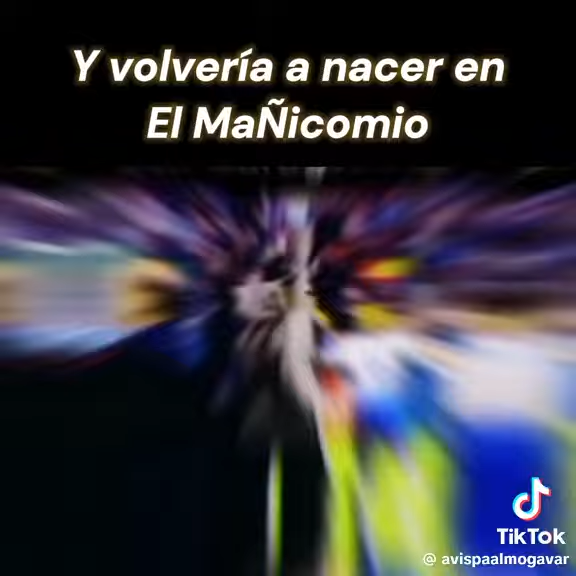 Y volvería a nacer en
El MaÑicomio
TikTok
@ avispaalmogavar